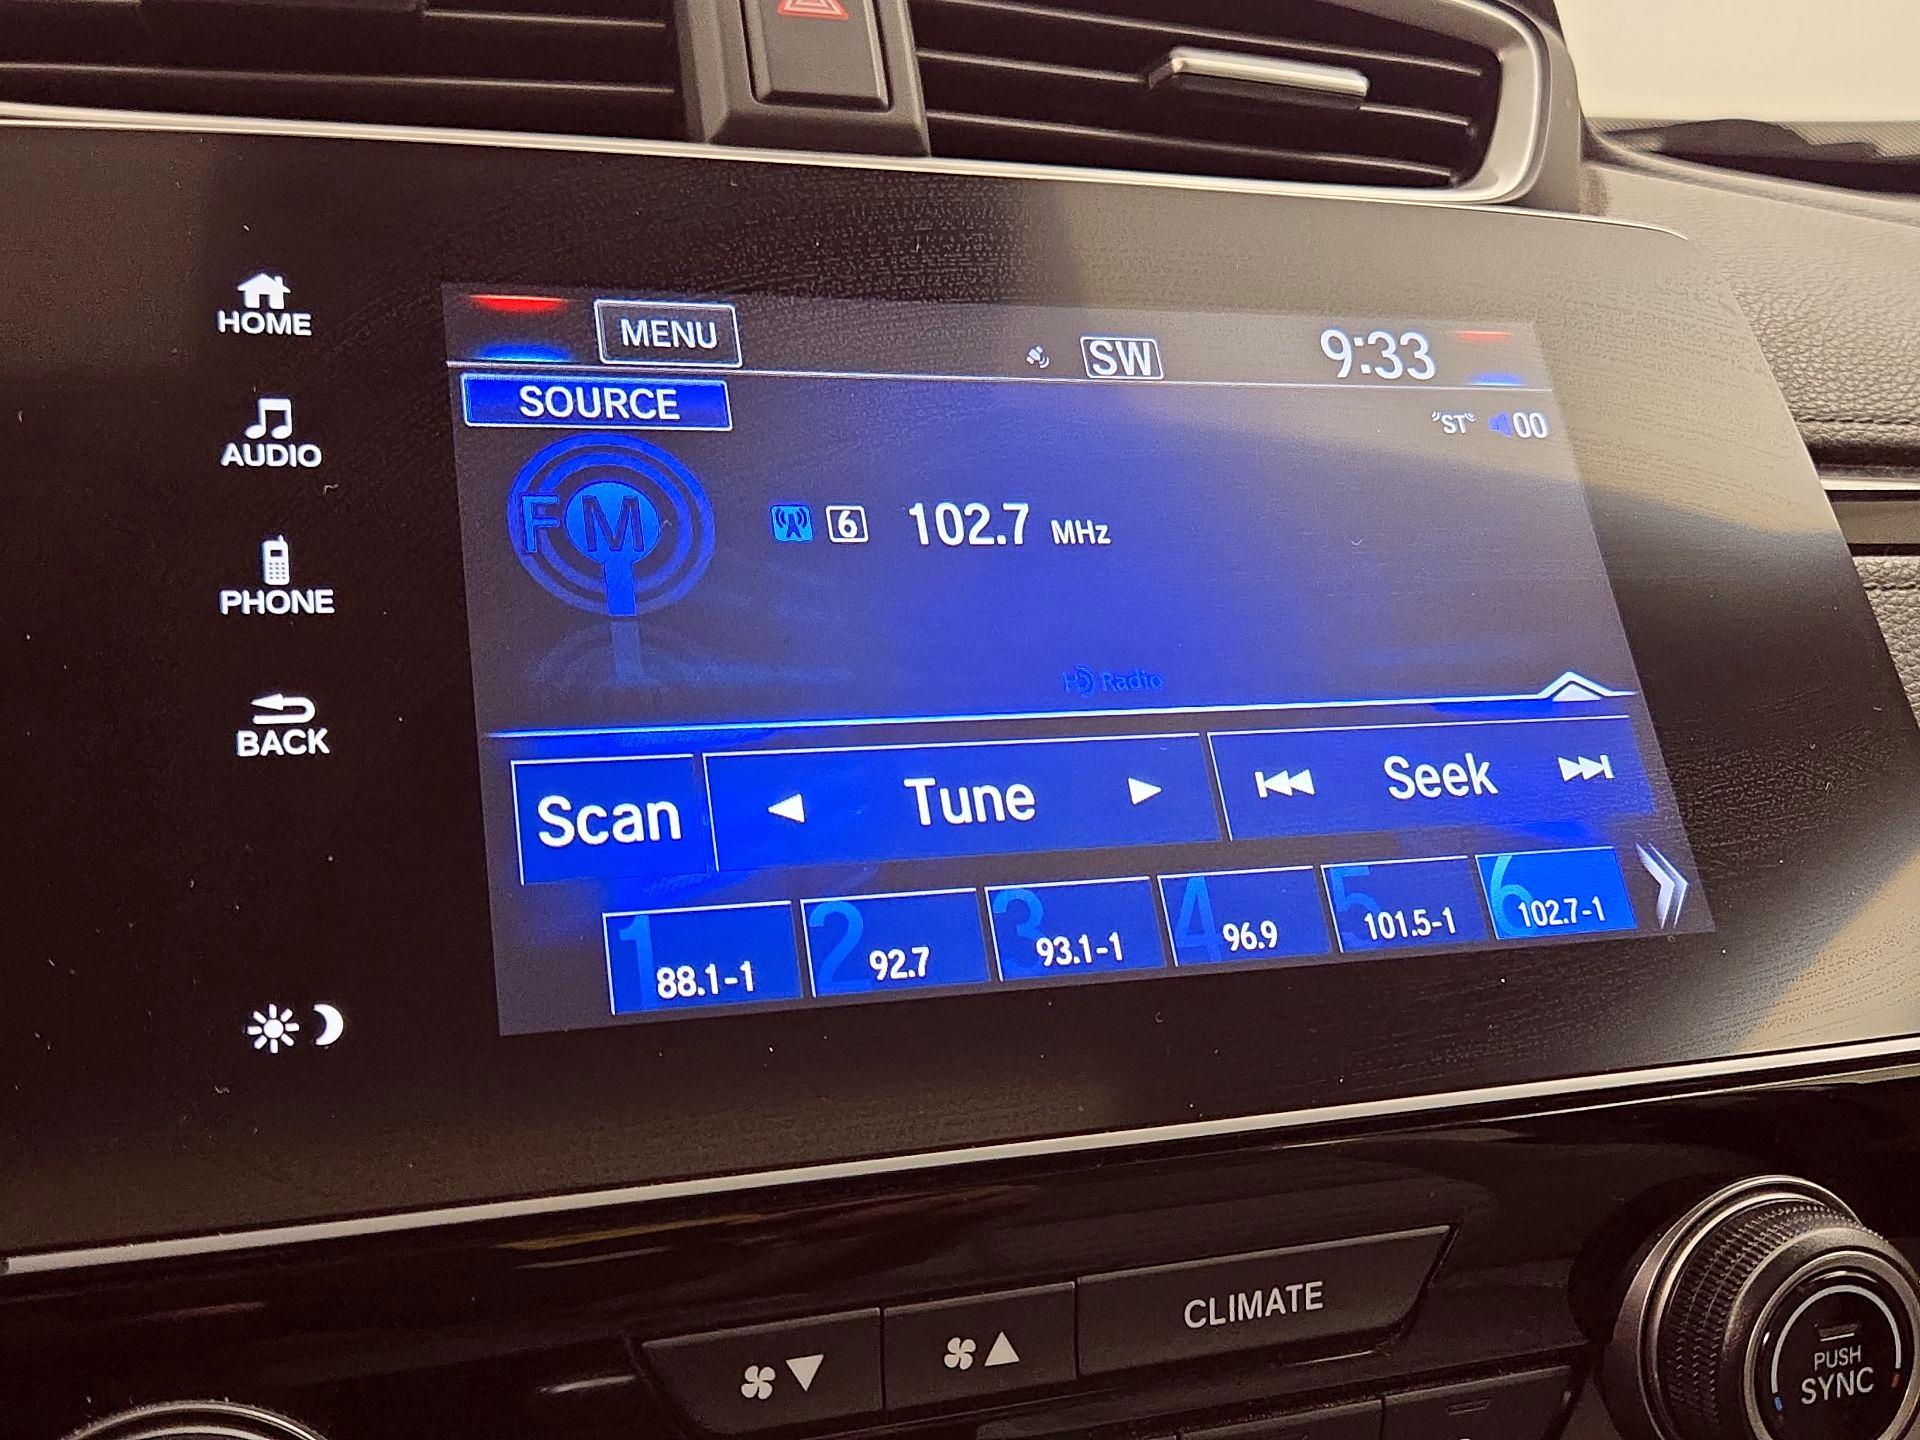 HOME
AUDIO
PHONE
BACK
MENU
SW
9:33
SOURCE
"ST"
00
FM
6
102.7 MHz
HD Radio
Scan
Tune
Seek
1 88.1-1
2 92.7
3 93.1-1
4 96.9
5 101.5-1
6 102.7-1
CLIMATE
PUSH
SYNC